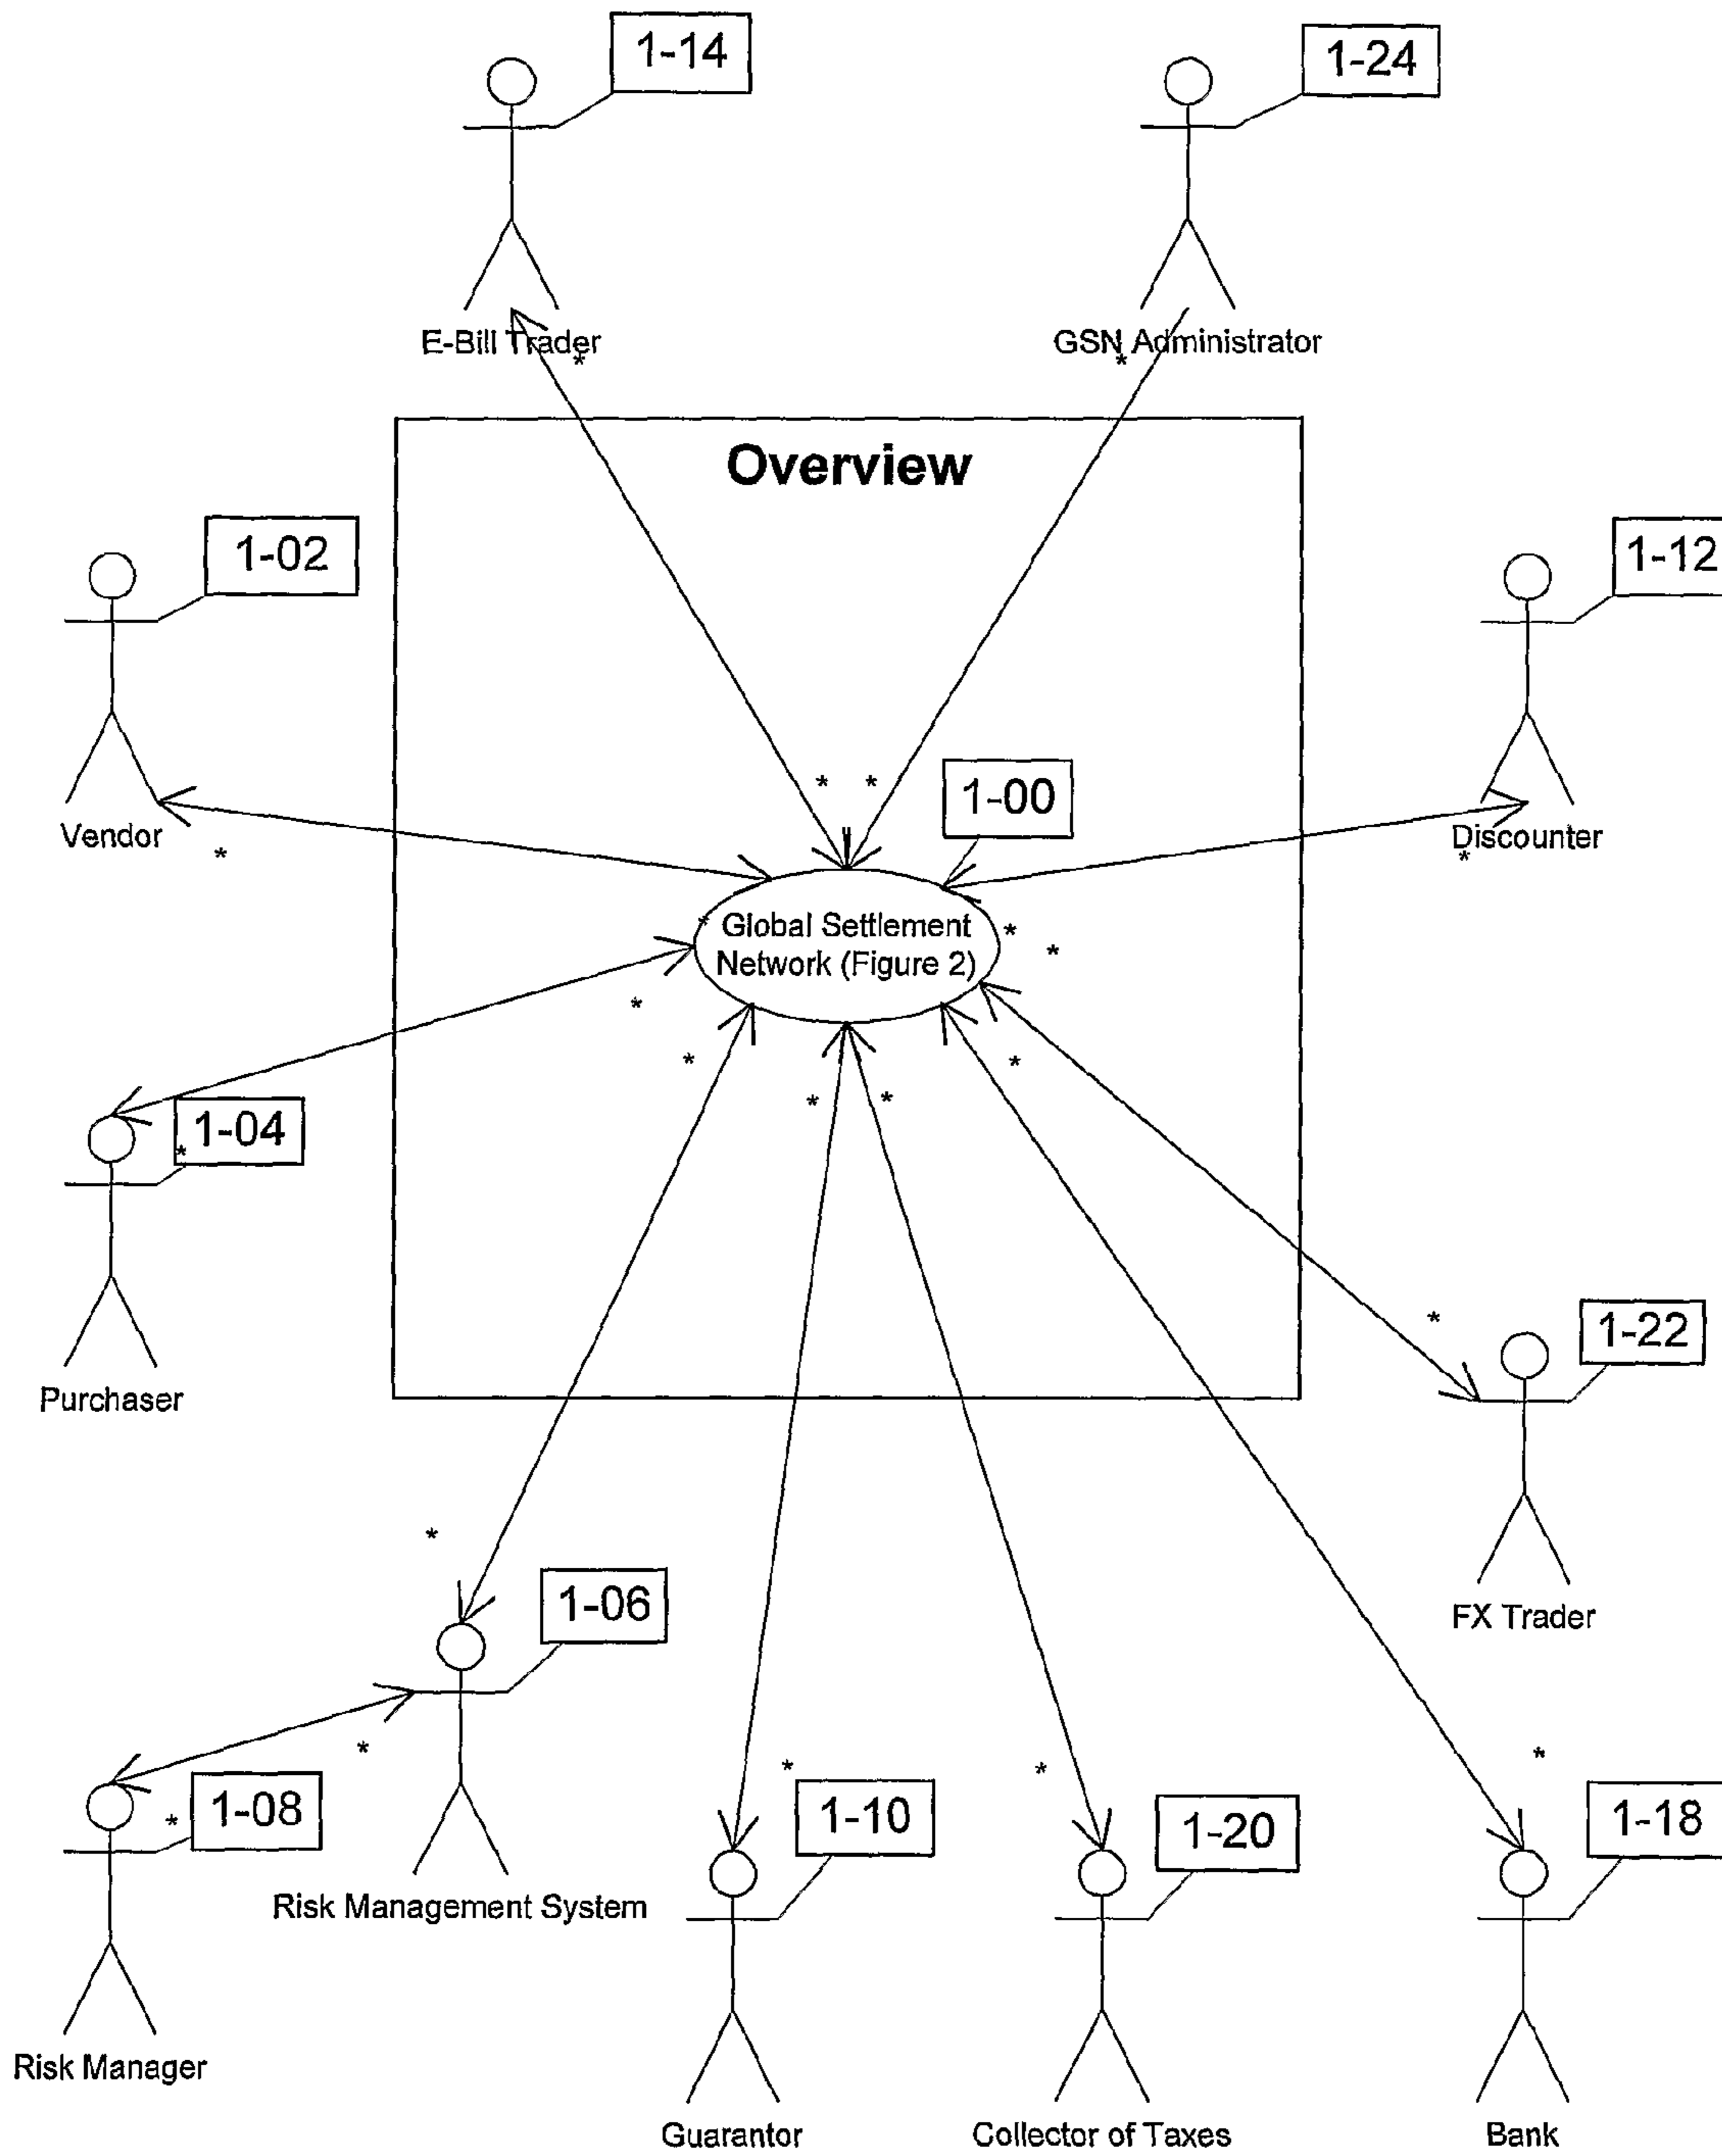 1-14
1-24
E-Bill Trader
*
GSN Administrator
*
Overview
1-02
1-12
* *
1-00
Vendor
*
Discounter
*
* Global Settlement
Network (Figure 2)
*
*
*
*
*
*
*
1-04
*
*
1-22
Purchaser
*
1-06
FX Trader
*
*
*
*
1-08
*
1-10
1-20
1-18
Risk Management System
Risk Manager
Guarantor
Collector of Taxes
Bank